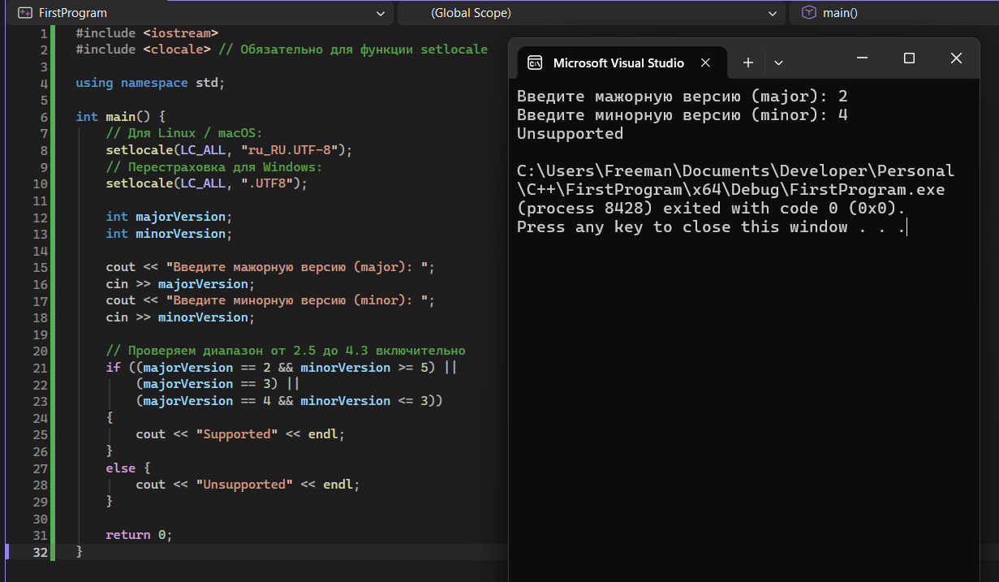 FirstProgram
(Global Scope)
main()
1 #include <iostream>
2 #include <clocale> // Обязательно для функции setlocale
3
4 using namespace std;
5
6 int main() {
7 // Для Linux / macOS:
8 setlocale(LC_ALL, "ru_RU.UTF-8");
9 // Перестраховка для Windows:
10 setlocale(LC_ALL, ".UTF8");
11
12 int majorVersion;
13 int minorVersion;
14
15 cout << "Введите мажорную версию (major): ";
16 cin >> majorVersion;
17 cout << "Введите минорную версию (minor): ";
18 cin >> minorVersion;
19
20 // Проверяем диапазон от 2.5 до 4.3 включительно
21 if ((majorVersion == 2 && minorVersion >= 5) ||
22 (majorVersion == 3) ||
23 (majorVersion == 4 && minorVersion <= 3))
24 {
25 cout << "Supported" << endl;
26 }
27 else {
28 cout << "Unsupported" << endl;
29 }
30
31 return 0;
32 }
Microsoft Visual Studio
Введите мажорную версию (major): 2
Введите минорную версию (minor): 4
Unsupported
C:\Users\Freeman\Documents\Developer\Personal
\C++\FirstProgram\x64\Debug\FirstProgram.exe
(process 8428) exited with code 0 (0x0).
Press any key to close this window . . .